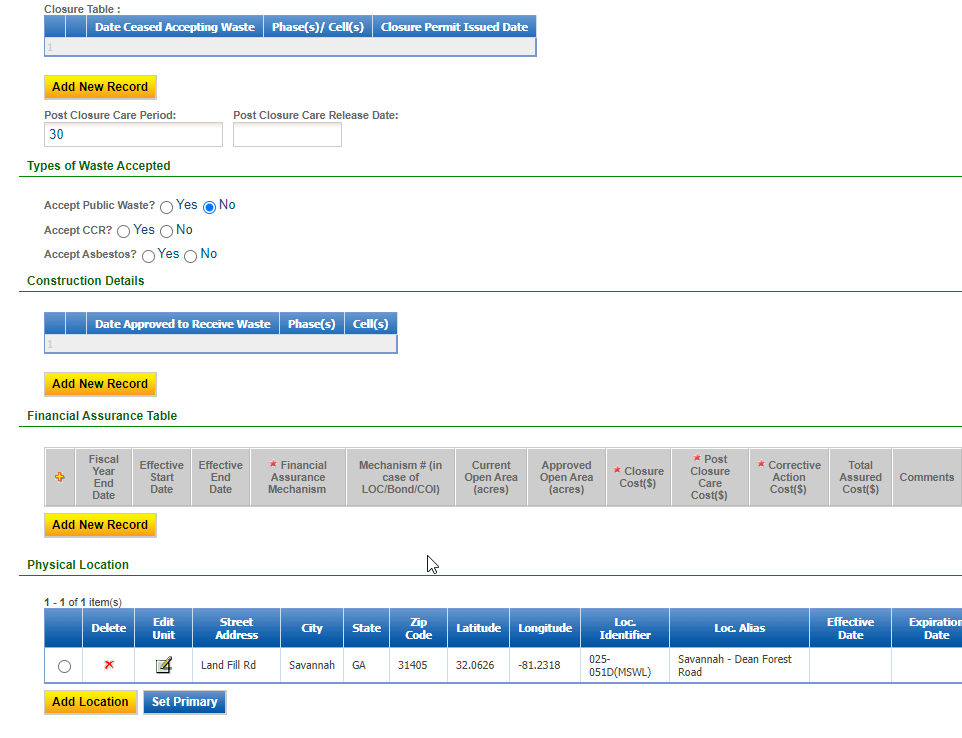 Closure Table :
Date Ceased Accepting Waste Phase(s)/ Cell(s) Closure Permit Issued Date
1
Add New Record
Post Closure Care Period: Post Closure Care Release Date:
30
Types of Waste Accepted
Accept Public Waste? Yes No
Accept CCR? Yes No
Accept Asbestos? Yes No
Construction Details
Date Approved to Receive Waste Phase(s) Cell(s)
1
Add New Record
Financial Assurance Table
Fiscal Year End Date Effective Start Date Effective End Date * Financial Assurance Mechanism Mechanism # (in case of LOC/Bond/COI) Current Open Area (acres) Approved Open Area (acres) * Closure Cost($) * Post Closure Care Cost($) * Corrective Action Cost($) Total Assured Cost($) Comments
Add New Record
Physical Location
1 - 1 of 1 item(s)
Delete Edit Unit Street Address City State Zip Code Latitude Longitude Loc. Identifier Loc. Alias Effective Date Expiration Date
Land Fill Rd Savannah GA 31405 32.0626 -81.2318 025-051D(MSWL) Savannah - Dean Forest Road
Add Location Set Primary